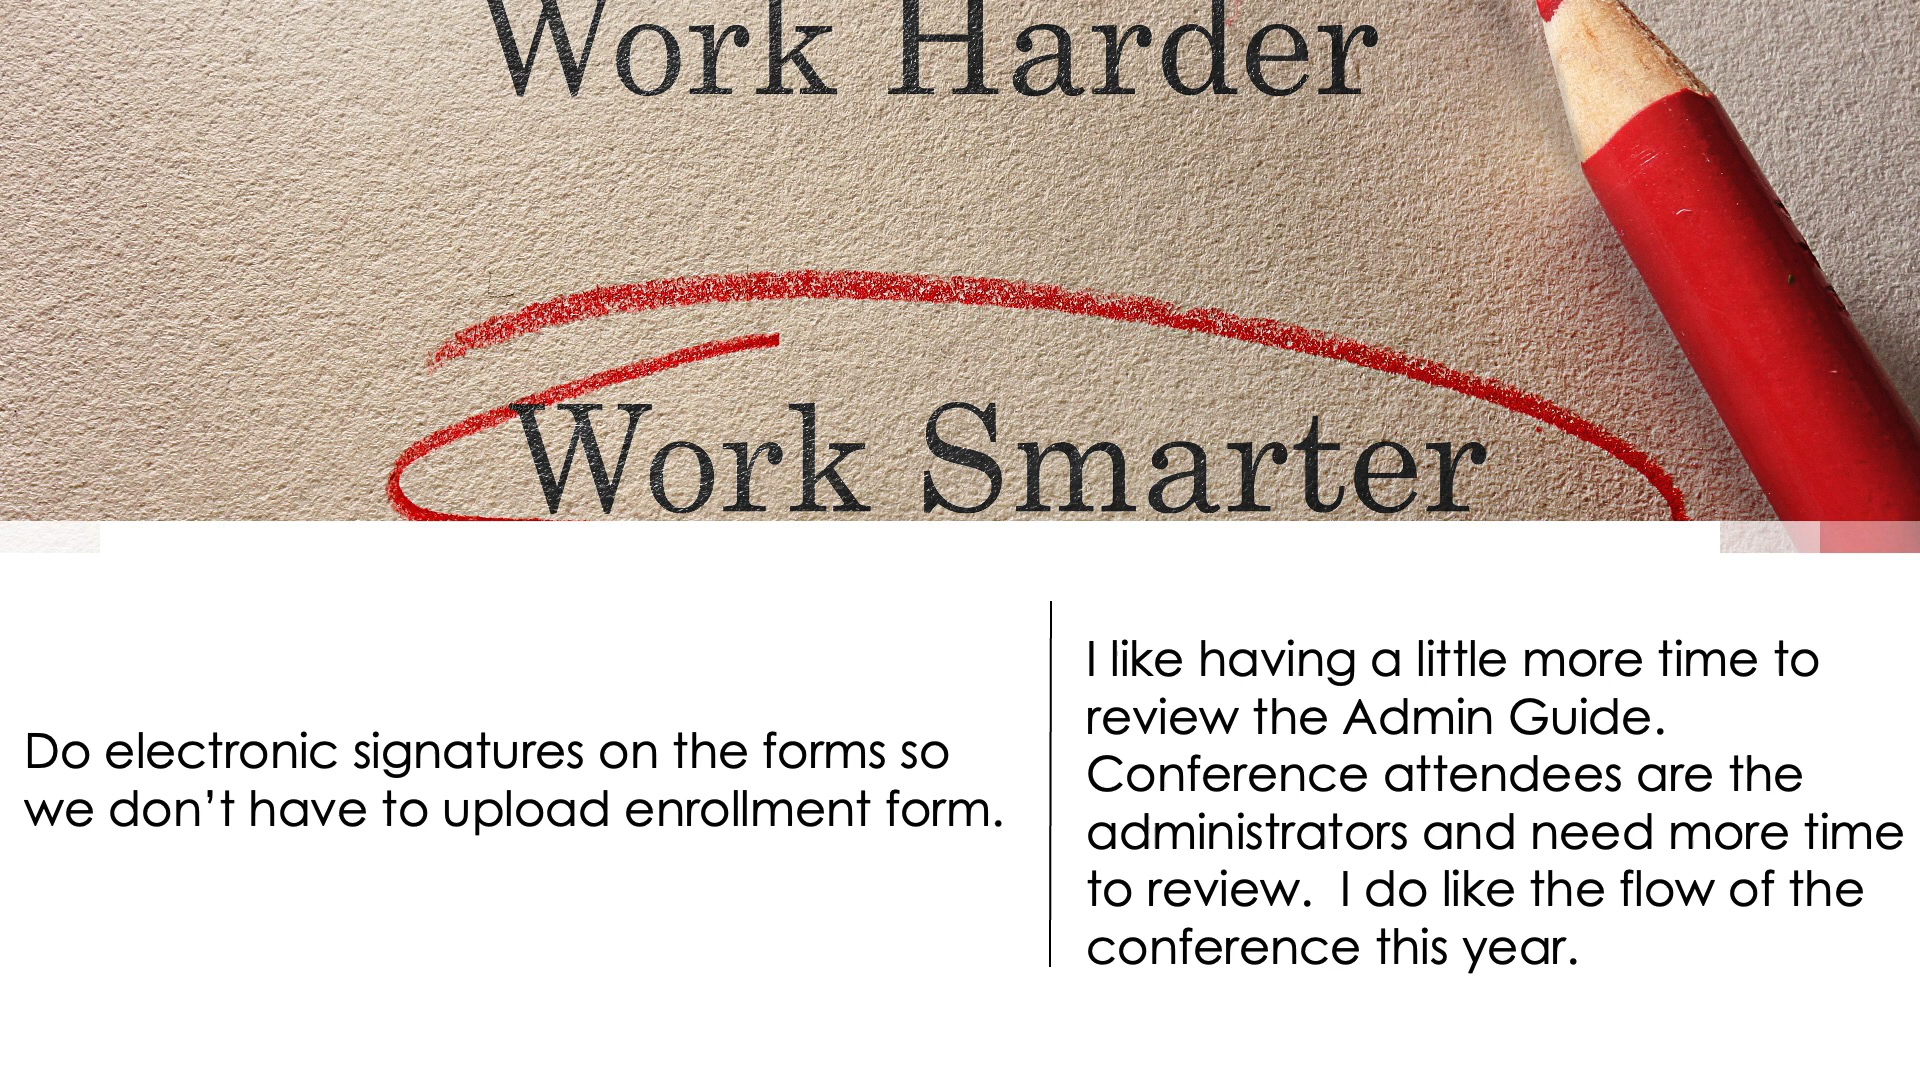 Work Harder
Work Smarter
Do electronic signatures on the forms so
we don’t have to upload enrollment form.
I like having a little more time to
review the Admin Guide.
Conference attendees are the
administrators and need more time
to review.  I do like the flow of the
conference this year.